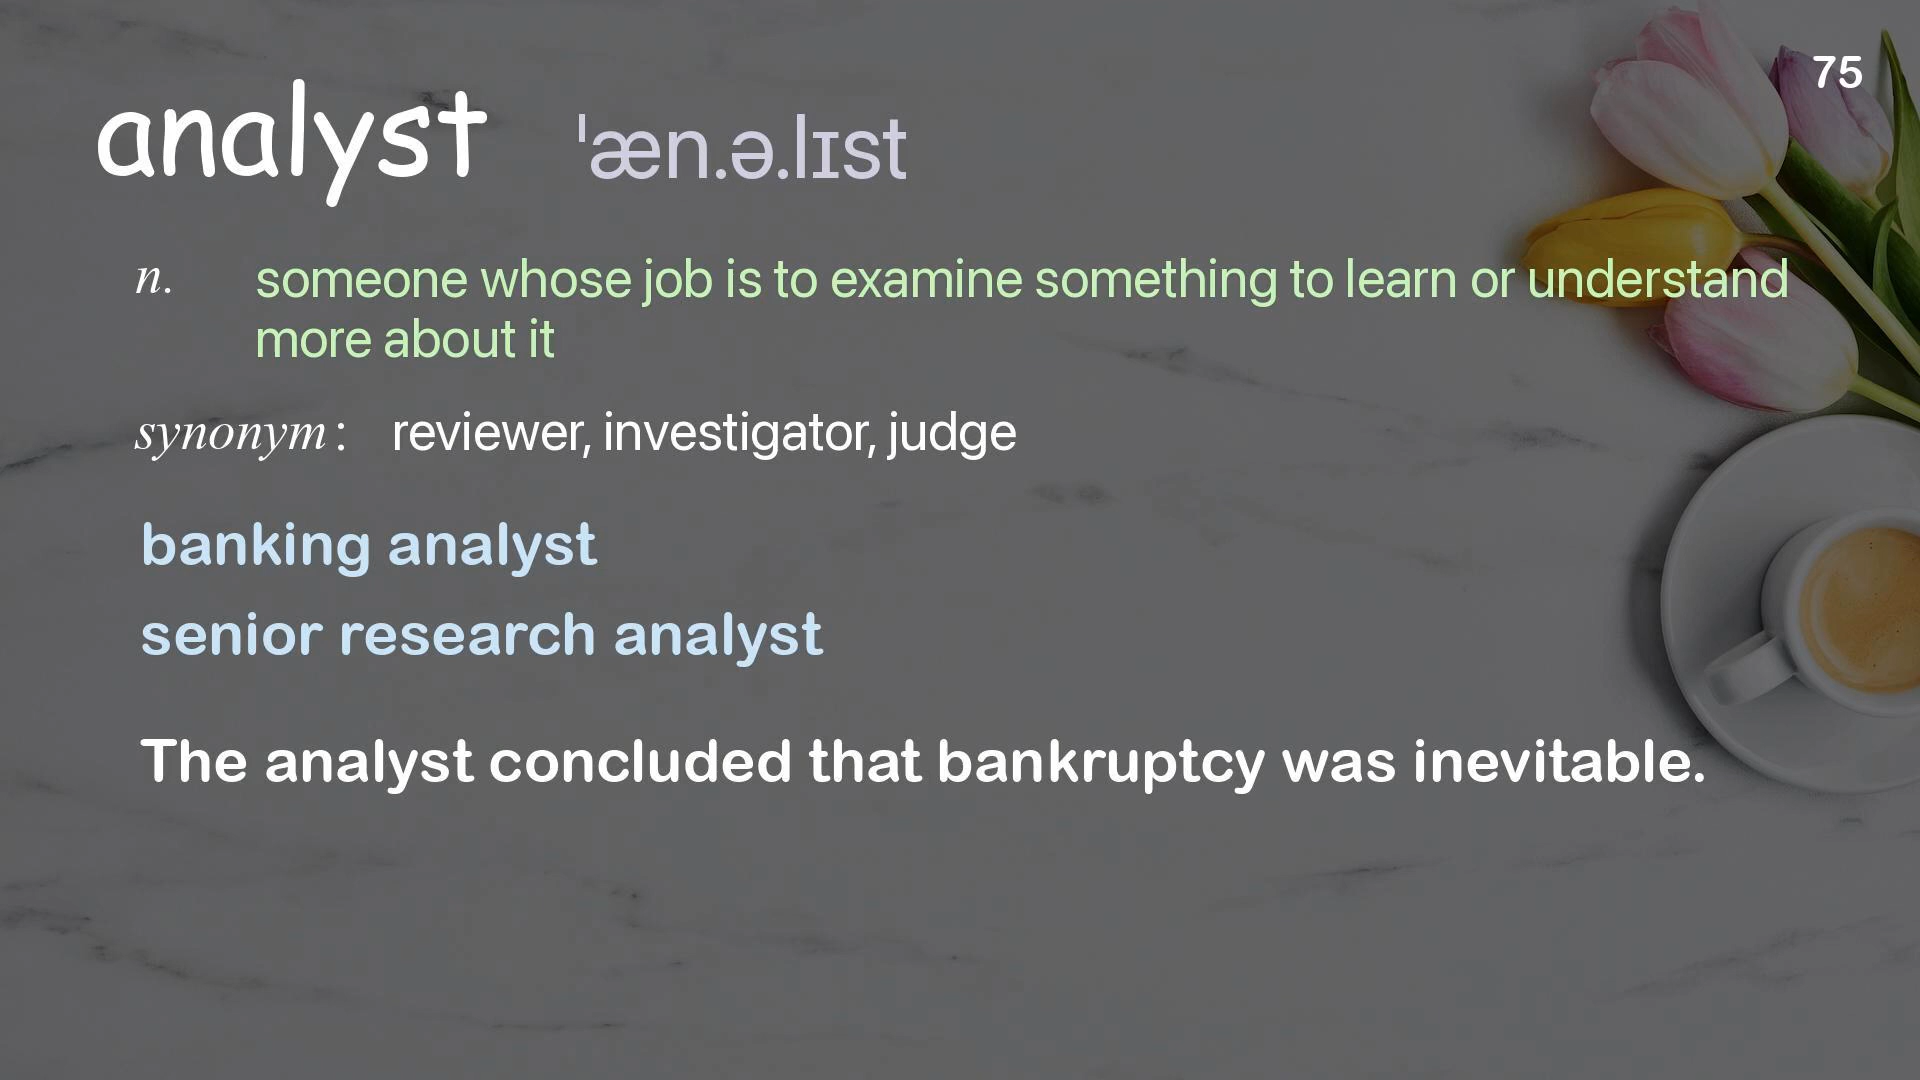 75
analyst ˈæn.ə.lɪst
n. someone whose job is to examine something to learn or understand
more about it
synonym: reviewer, investigator, judge
banking analyst
senior research analyst
The analyst concluded that bankruptcy was inevitable.